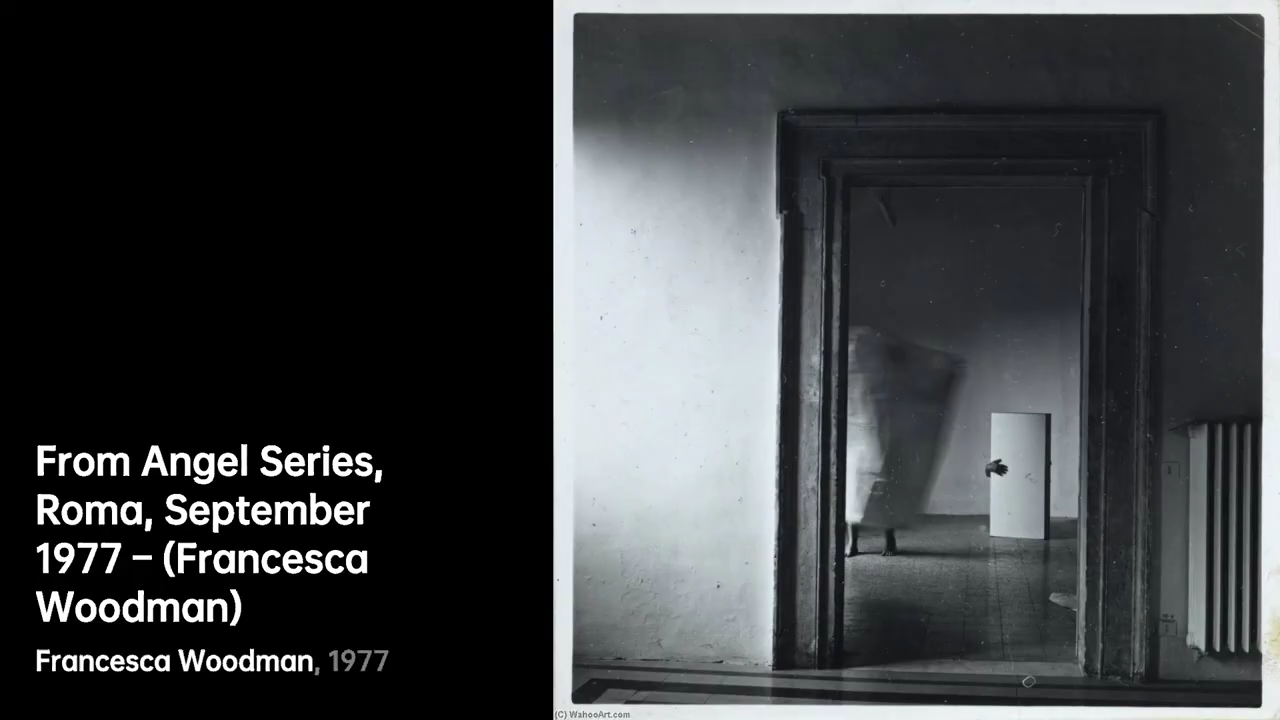 From Angel Series,
Roma, September
1977 – (Francesca
Woodman)
Francesca Woodman, 1977
(C) WahooArt.com